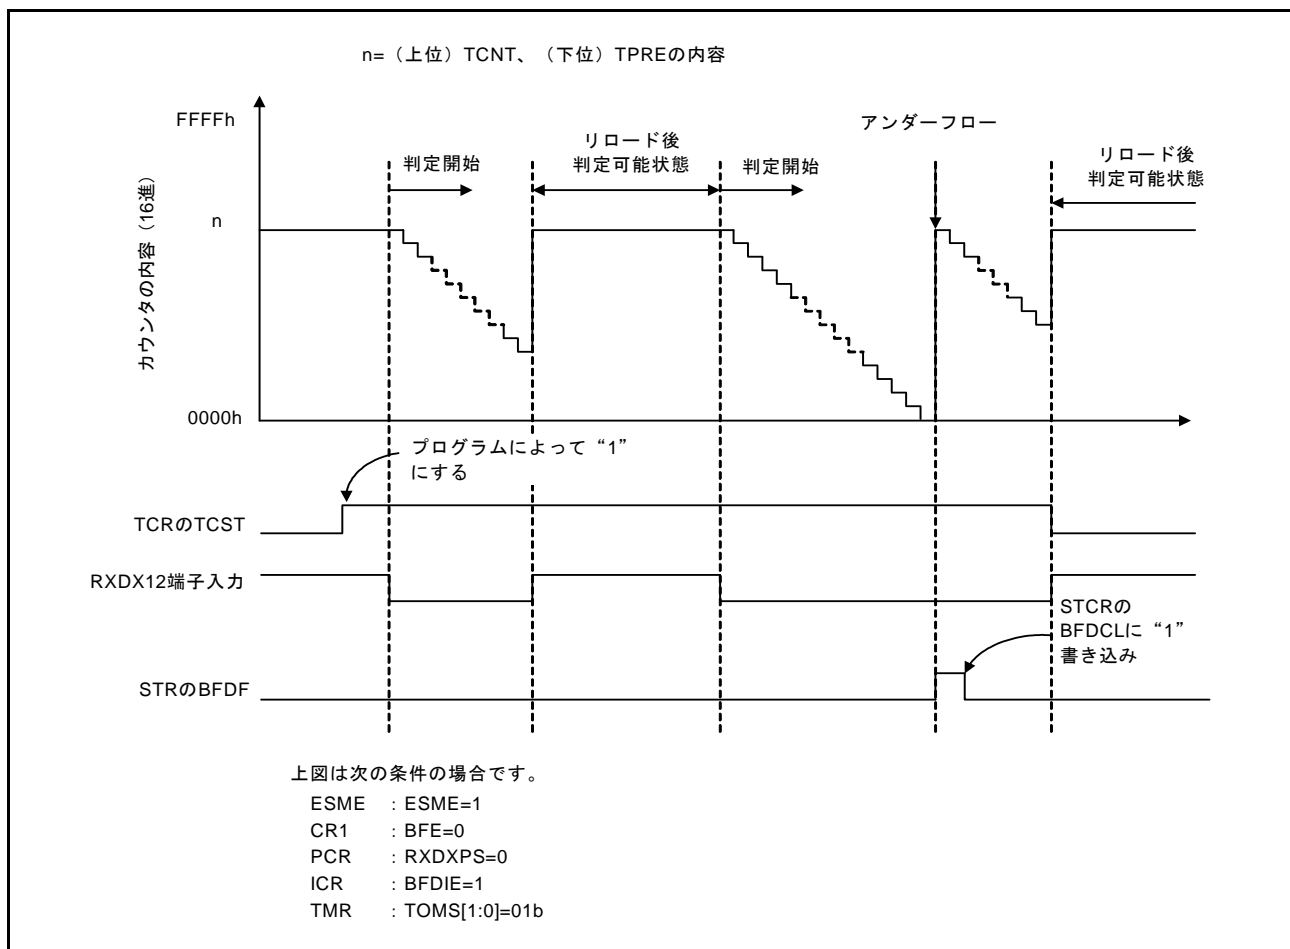 n=（上位）TCNT、（下位）TPREの内容
FFFFh
アンダーフロー
判定開始
リロード後
判定可能状態
判定開始
リロード後
判定可能状態
カウンタの内容（16進）
n
0000h
プログラムによって“1”
にする
TCRのTCST
RXDX12端子入力
STCRの
BFDCLに“1”
書き込み
STRのBFDF
上図は次の条件の場合です。
ESME : ESME=1
CR1 : BFE=0
PCR : RXDXPS=0
ICR : BFDIE=1
TMR : TOMS[1:0]=01b